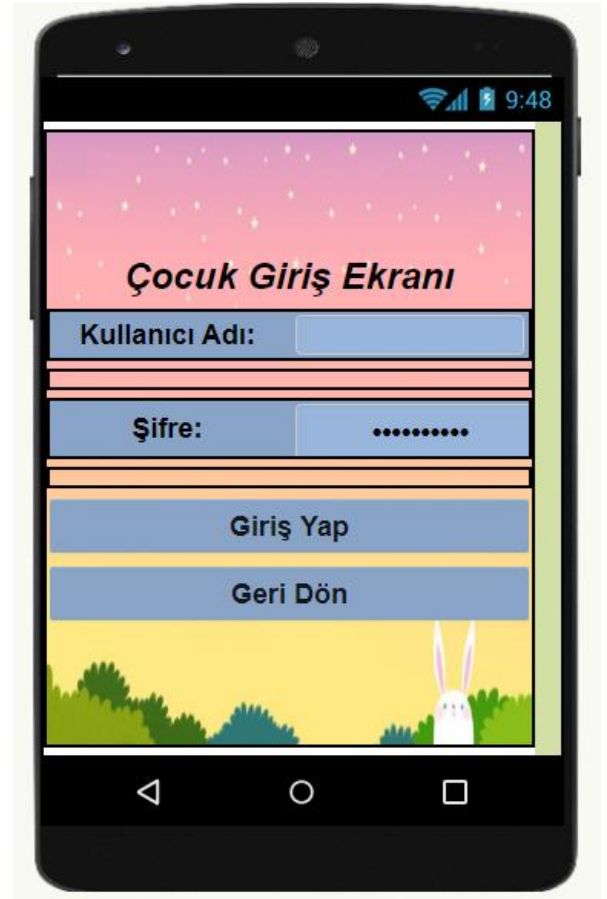 9:48
Çocuk Giriş Ekranı
Kullanıcı Adı:
Şifre: ••••••••••
Giriş Yap
Geri Dön